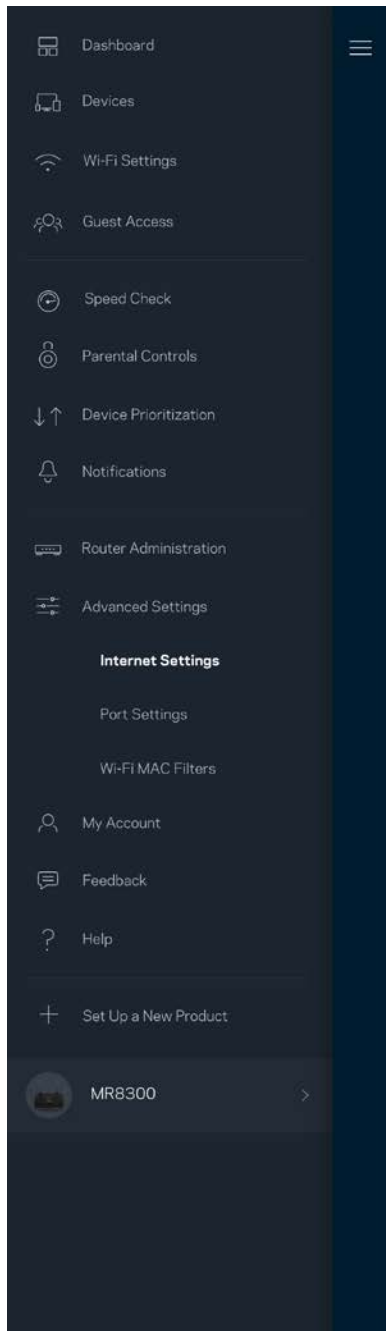 Dashboard
Devices
Wi-Fi Settings
Guest Access
Speed Check
Parental Controls
Device Prioritization
Notifications
Router Administration
Advanced Settings
Internet Settings
Port Settings
Wi-Fi MAC Filters
My Account
Feedback
Help
Set Up a New Product
MR8300